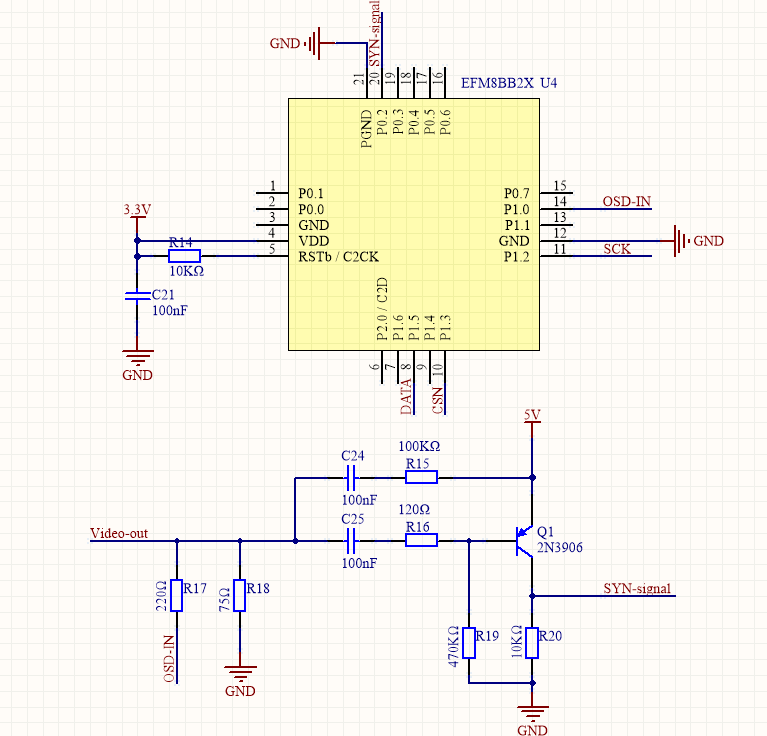 SYN-signal
GND
21
20
19
18
17
16
EFM8BB2X U4
PGND
P0.2
P0.3
P0.4
P0.5
P0.6
1
P0.1
P0.7
15
2
P0.0
P1.0
14
OSD-IN
3
GND
P1.1
13
3.3V
4
VDD
GND
12
GND
R14
5
RSTb / C2CK
P1.2
11
SCK
10KΩ
C21
100nF
GND
P2.0 / C2D
P1.6
P1.5
P1.4
P1.3
6
7
8
9
10
DATA
CSN
5V
100KΩ
C24
R15
100nF
120Ω
C25
R16
Video-out
Q1
2N3906
100nF
220Ω
R17
75Ω
R18
SYN-signal
OSD-IN
470KΩ
R19
10KΩ
R20
GND
GND